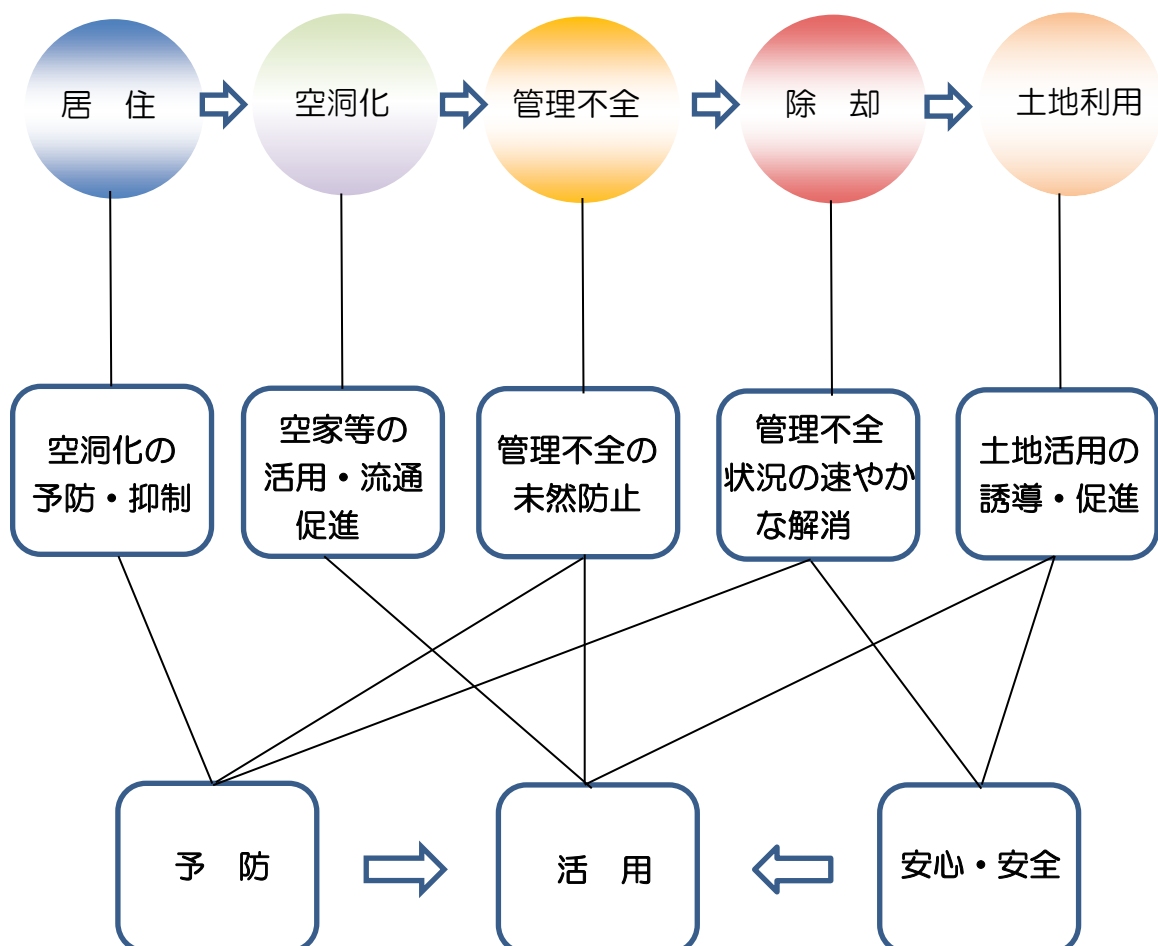 居　住
空洞化
管理不全
除　却
土地利用
空洞化の
予防・抑制
空家等の
活用・流通
促進
管理不全の
未然防止
管理不全
状況の速やか
な解消
土地活用の
誘導・促進
予　防
活　用
安心・安全